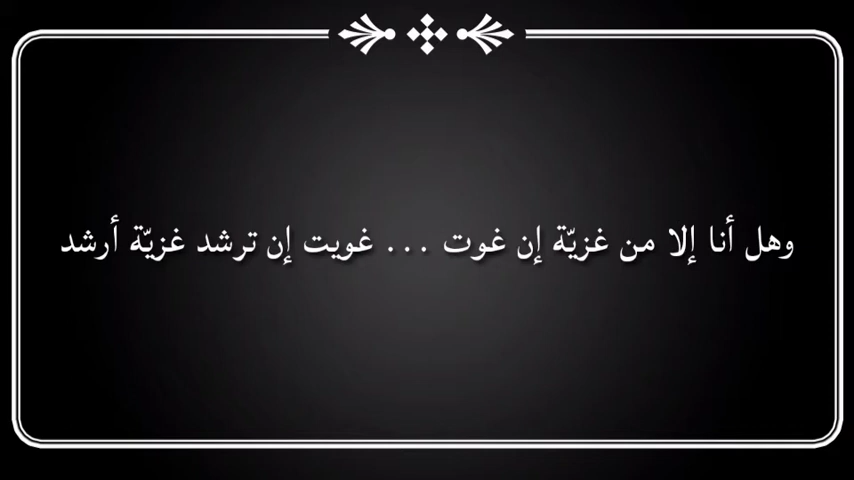 وهل أنا إلا من غزيّة إن غوت ... غويت إن ترشد غزيّة أرشد